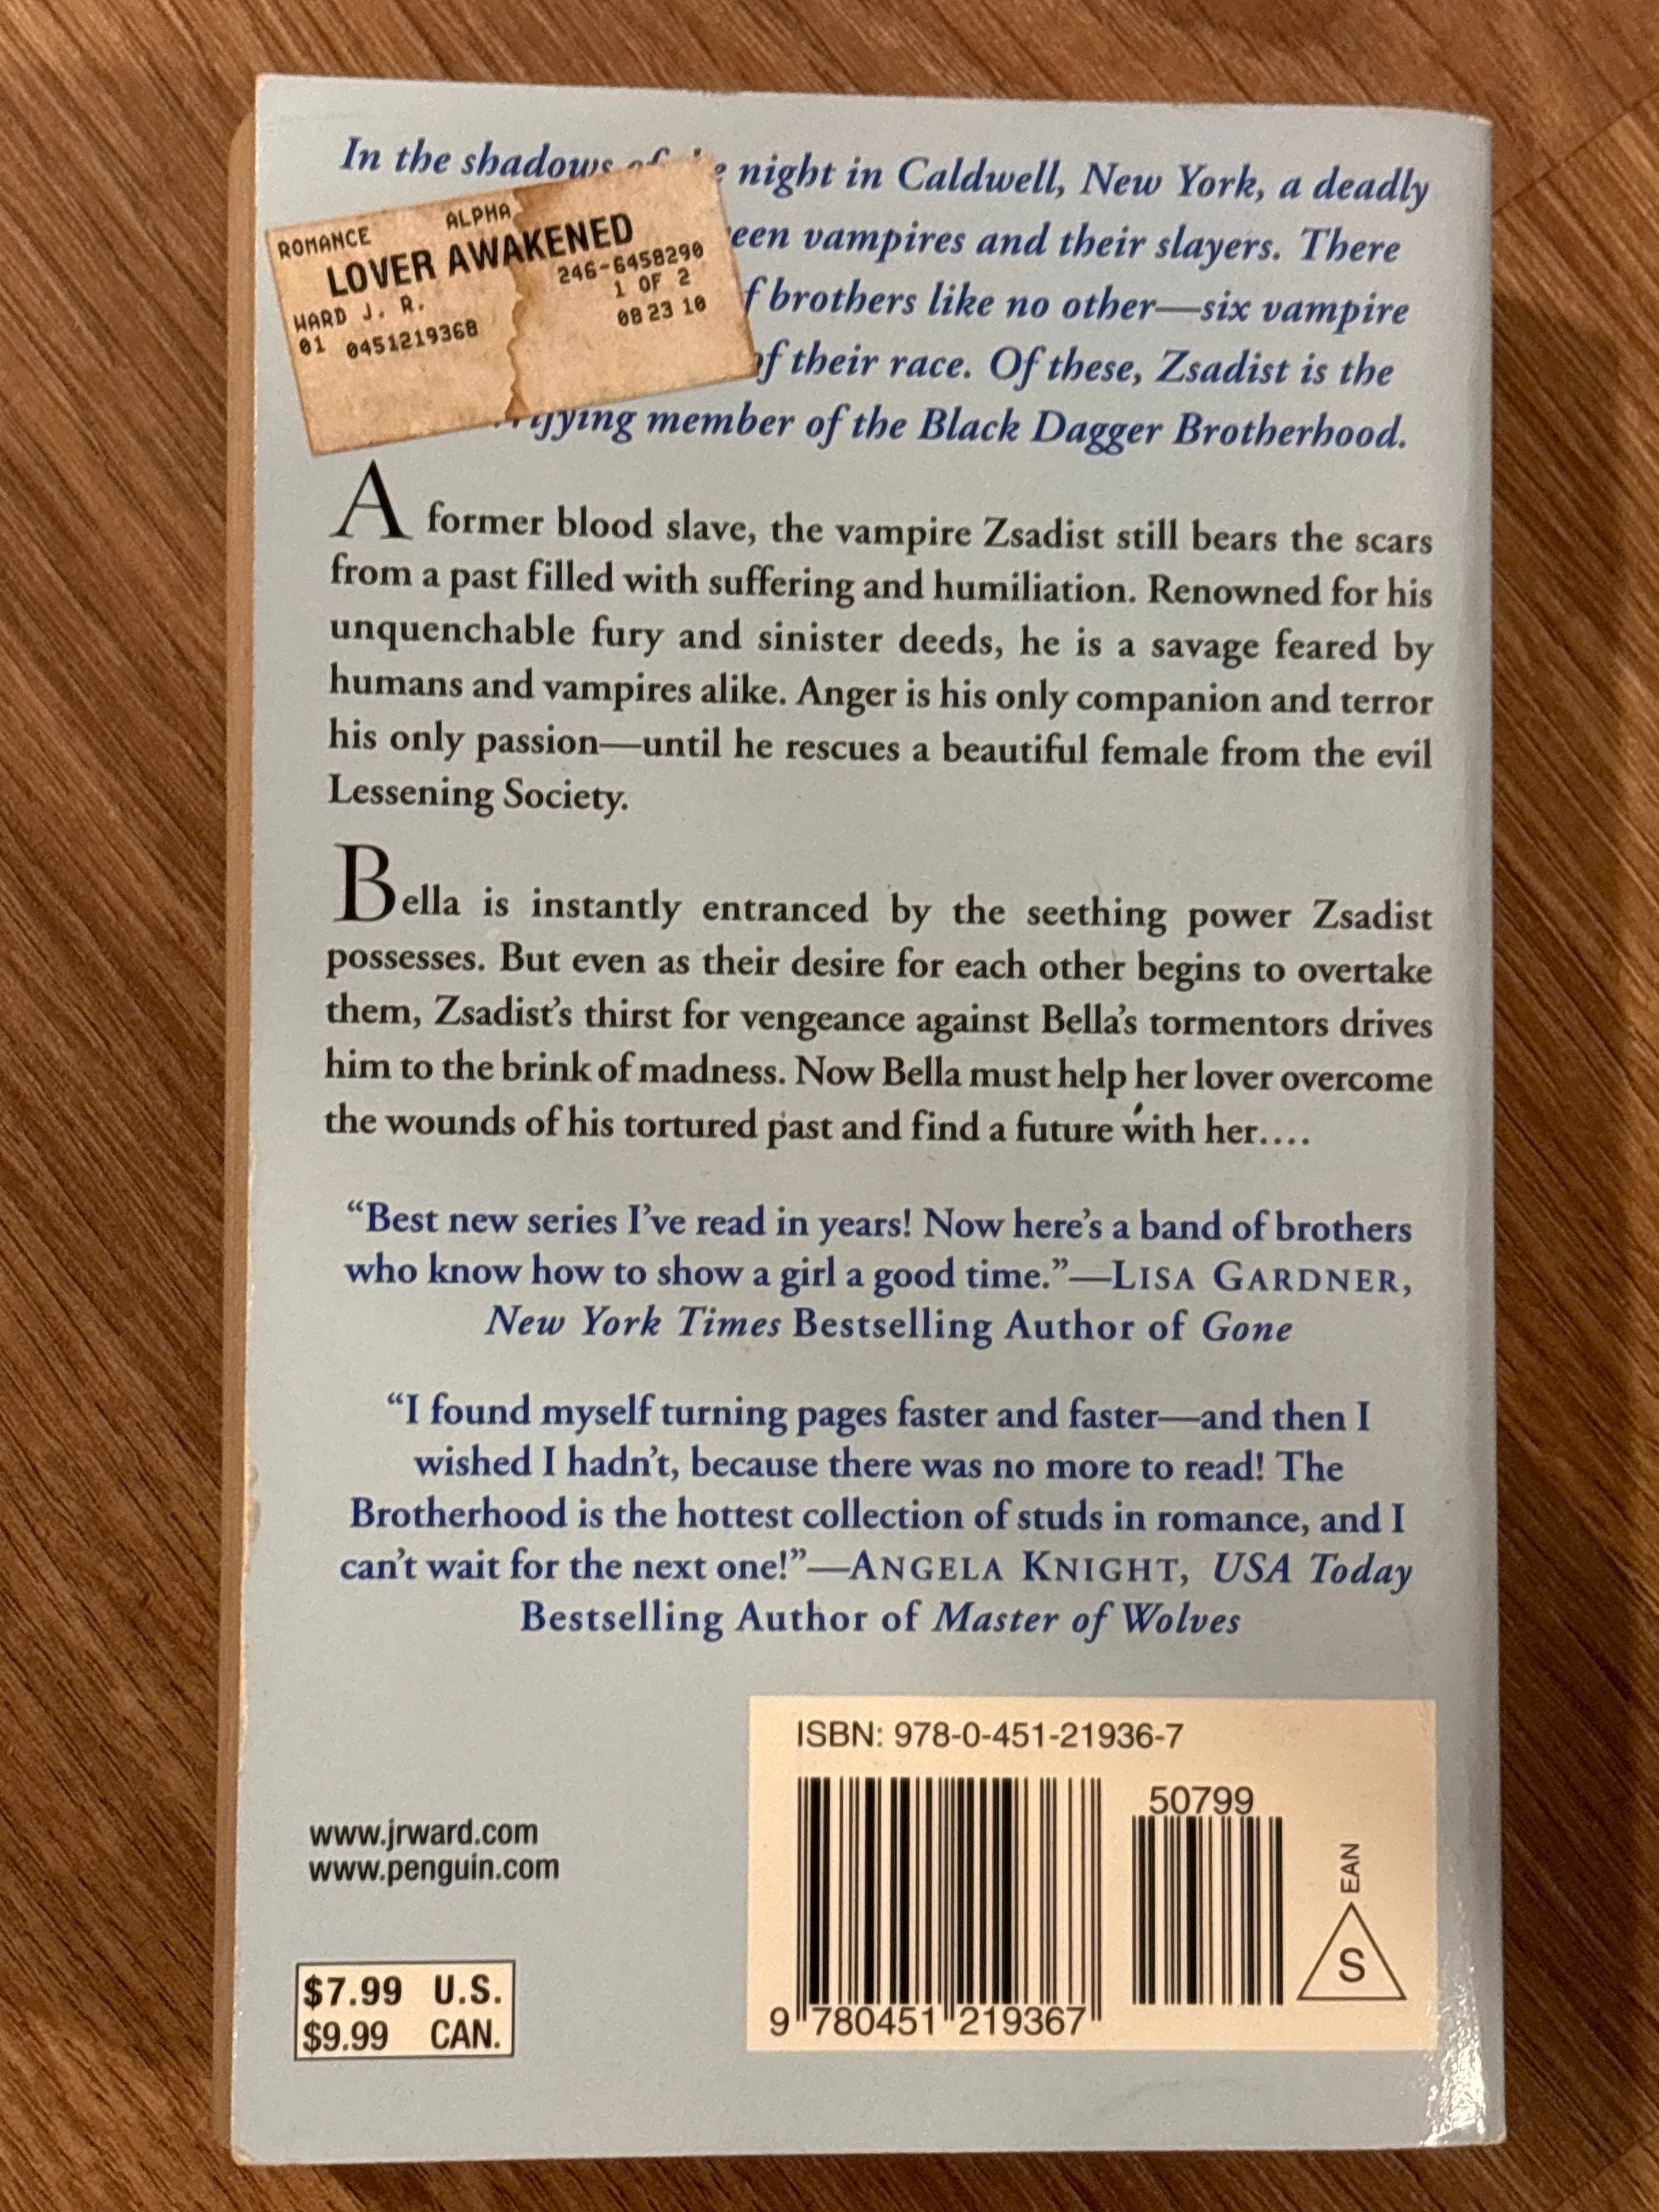 In the shadows night in Caldwell, New York, a deadly
vampires and their slayers. There
brothers like no other—six vampire
of their race. Of these, Zsadist is the
member of the Black Dagger Brotherhood.
ROMANCE ALPHA
LOVER AWAKENED
246-6458290
WARD J. R. 1 OF 2
01 0451219368 08 23 10
A former blood slave, the vampire Zsadist still bears the scars
from a past filled with suffering and humiliation. Renowned for his
unquenchable fury and sinister deeds, he is a savage feared by
humans and vampires alike. Anger is his only companion and terror
his only passion—until he rescues a beautiful female from the evil
Lessening Society.
Bella is instantly entranced by the seething power Zsadist
possesses. But even as their desire for each other begins to overtake
them, Zsadist's thirst for vengeance against Bella's tormentors drives
him to the brink of madness. Now Bella must help her lover overcome
the wounds of his tortured past and find a future with her....
“Best new series I've read in years! Now here's a band of brothers
who know how to show a girl a good time.”—LISA GARDNER,
New York Times Bestselling Author of Gone
“I found myself turning pages faster and faster—and then I
wished I hadn't, because there was no more to read! The
Brotherhood is the hottest collection of studs in romance, and I
can't wait for the next one!”—ANGELA KNIGHT, USA Today
Bestselling Author of Master of Wolves
ISBN: 978-0-451-21936-7
50799
EAN
S
9 780451 219367
www.jrward.com
www.penguin.com
$7.99 U.S.
$9.99 CAN.